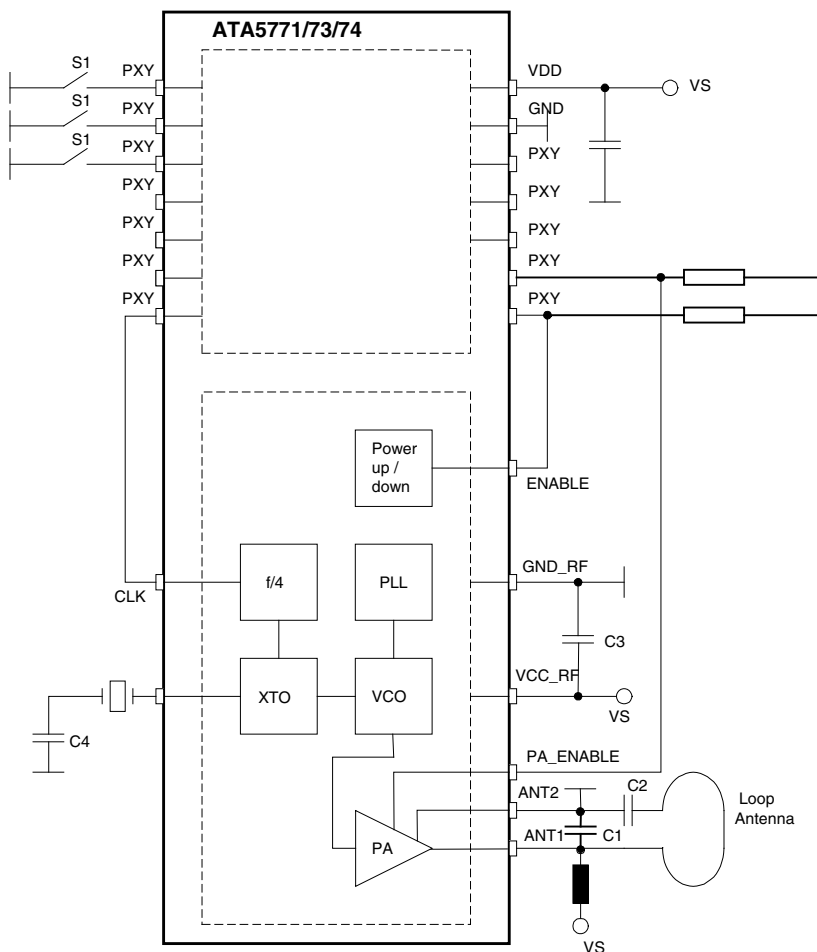 ATA5771/73/74
S1
PXY
VDD
VS
S1
PXY
GND
S1
PXY
PXY
PXY
PXY
PXY
PXY
PXY
PXY
PXY
PXY
Power
up /
down
ENABLE
CLK
f/4
PLL
GND_RF
C3
XTO
VCO
VCC_RF
VS
C4
PA_ENABLE
ANT2
C2
Loop
Antenna
PA
ANT1
C1
VS